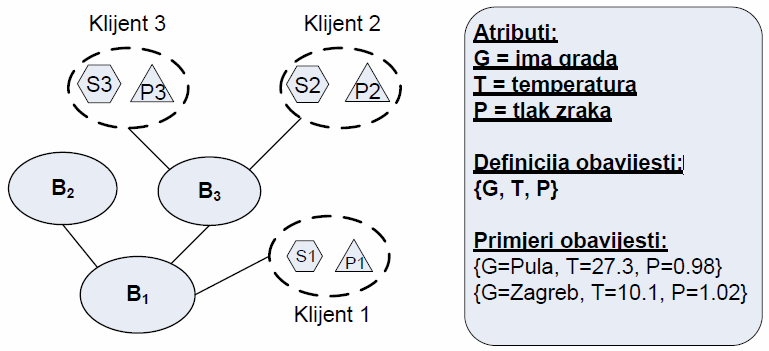 Klijent 3
Klijent 2
S3
P3
S2
P2
B2
B3
S1
P1
B1
Klijent 1
Atributi:
G = ima grada
T = temperatura
P = tlak zraka
Definicija obavijesti:
{G, T, P}
Primjeri obavijesti:
{G=Pula, T=27.3, P=0.98}
{G=Zagreb, T=10.1, P=1.02}